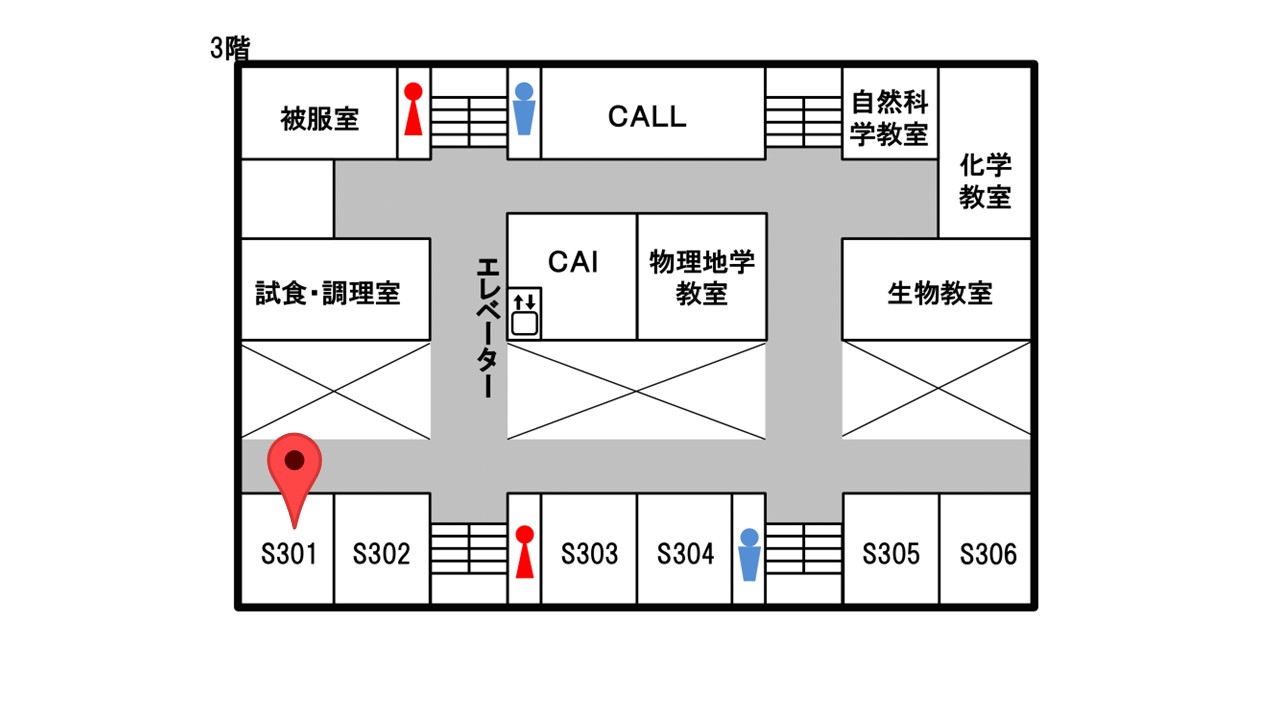 3階
被服室
CALL
自然科
学教室
化学
教室
CAI
物理地学
教室
エレベーター
試食・調理室
生物教室
S301
S302
S303
S304
S305
S306